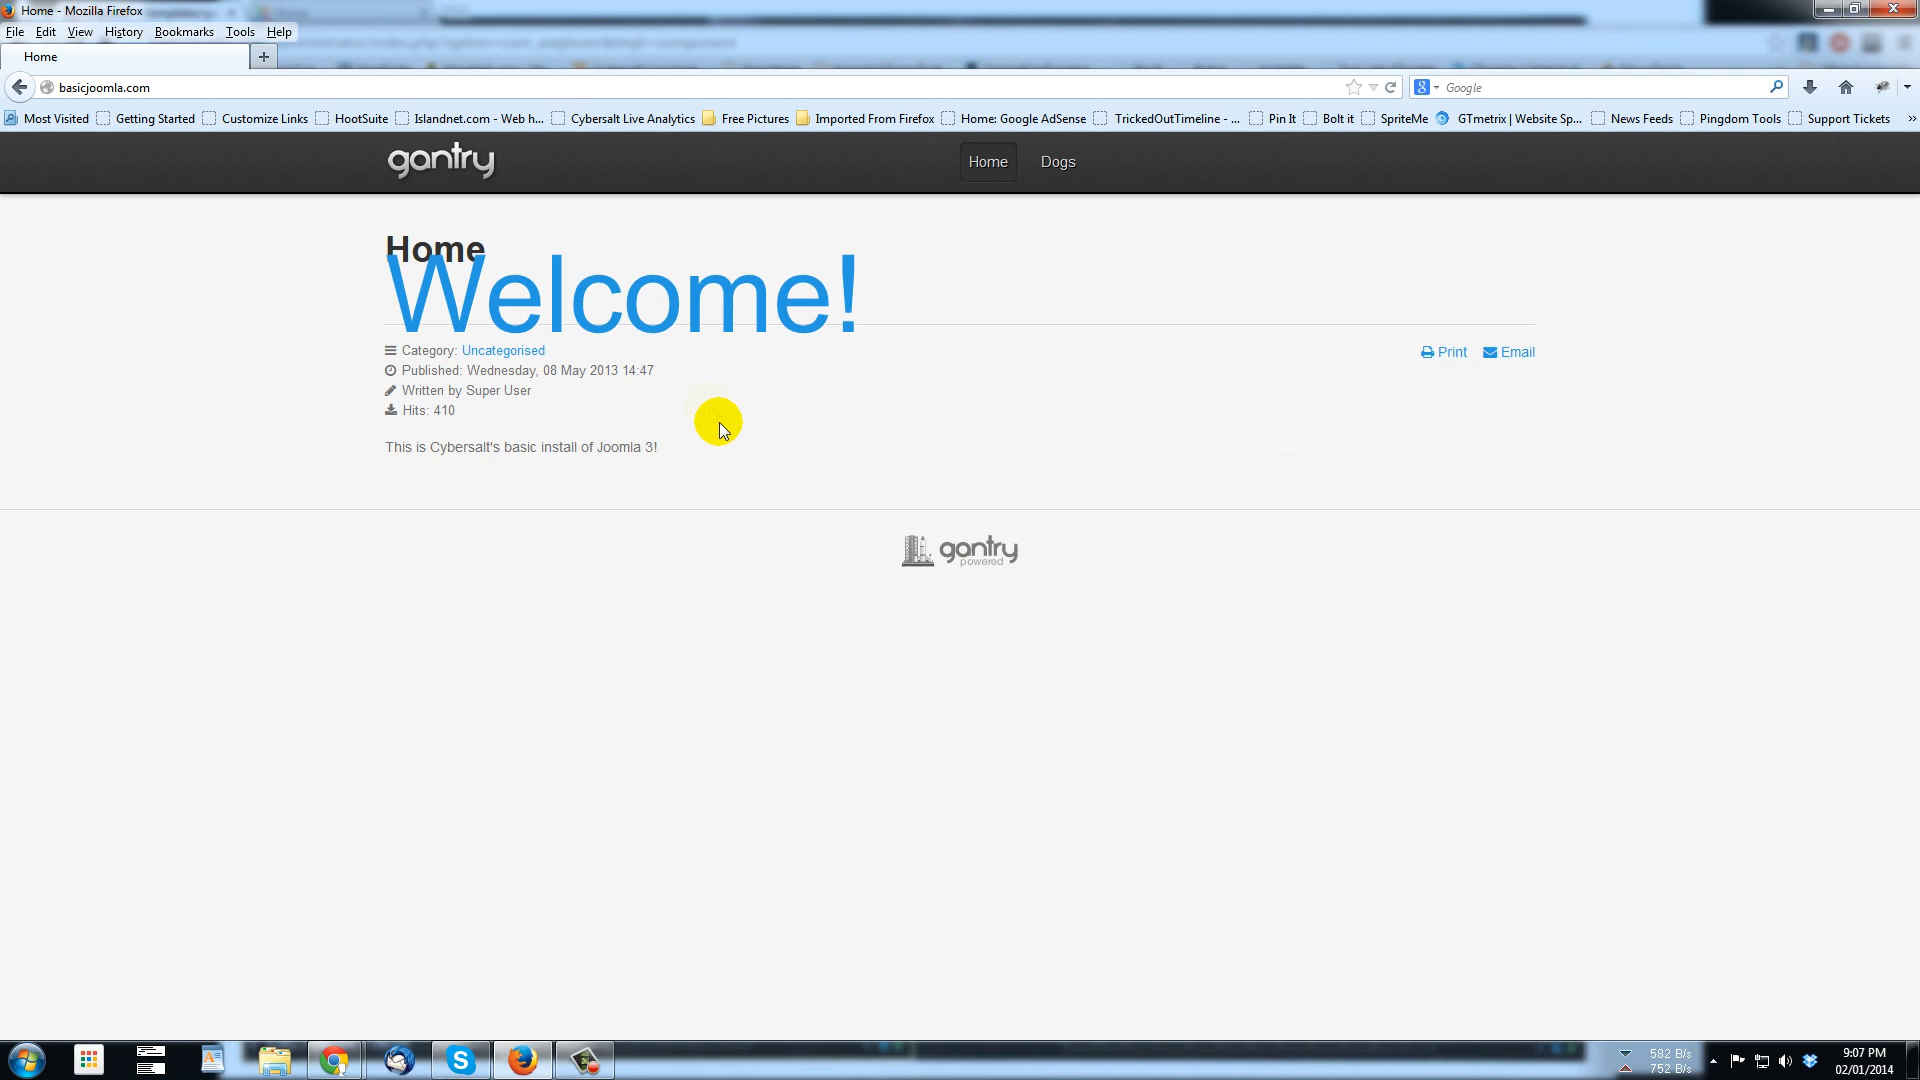 Home - Mozilla Firefox
File Edit View History Bookmarks Tools Help
Home
basicjoomla.com
Google
Most Visited Getting Started Customize Links HootSuite Islandnet.com - Web h... Cybersalt Live Analytics Free Pictures Imported From Firefox Home: Google AdSense TrickedOutTimeline - ... Pin It Bolt it SpriteMe GTmetrix | Website Sp... News Feeds Pingdom Tools Support Tickets »
gantry Home Dogs
Home
Welcome!
Category: Uncategorised
Print Email
Published: Wednesday, 08 May 2013 14:47
Written by Super User
Hits: 410
This is Cybersalt's basic install of Joomla 3!
gantry
powered
582 B/s
752 B/s
9:07 PM
02/01/2014